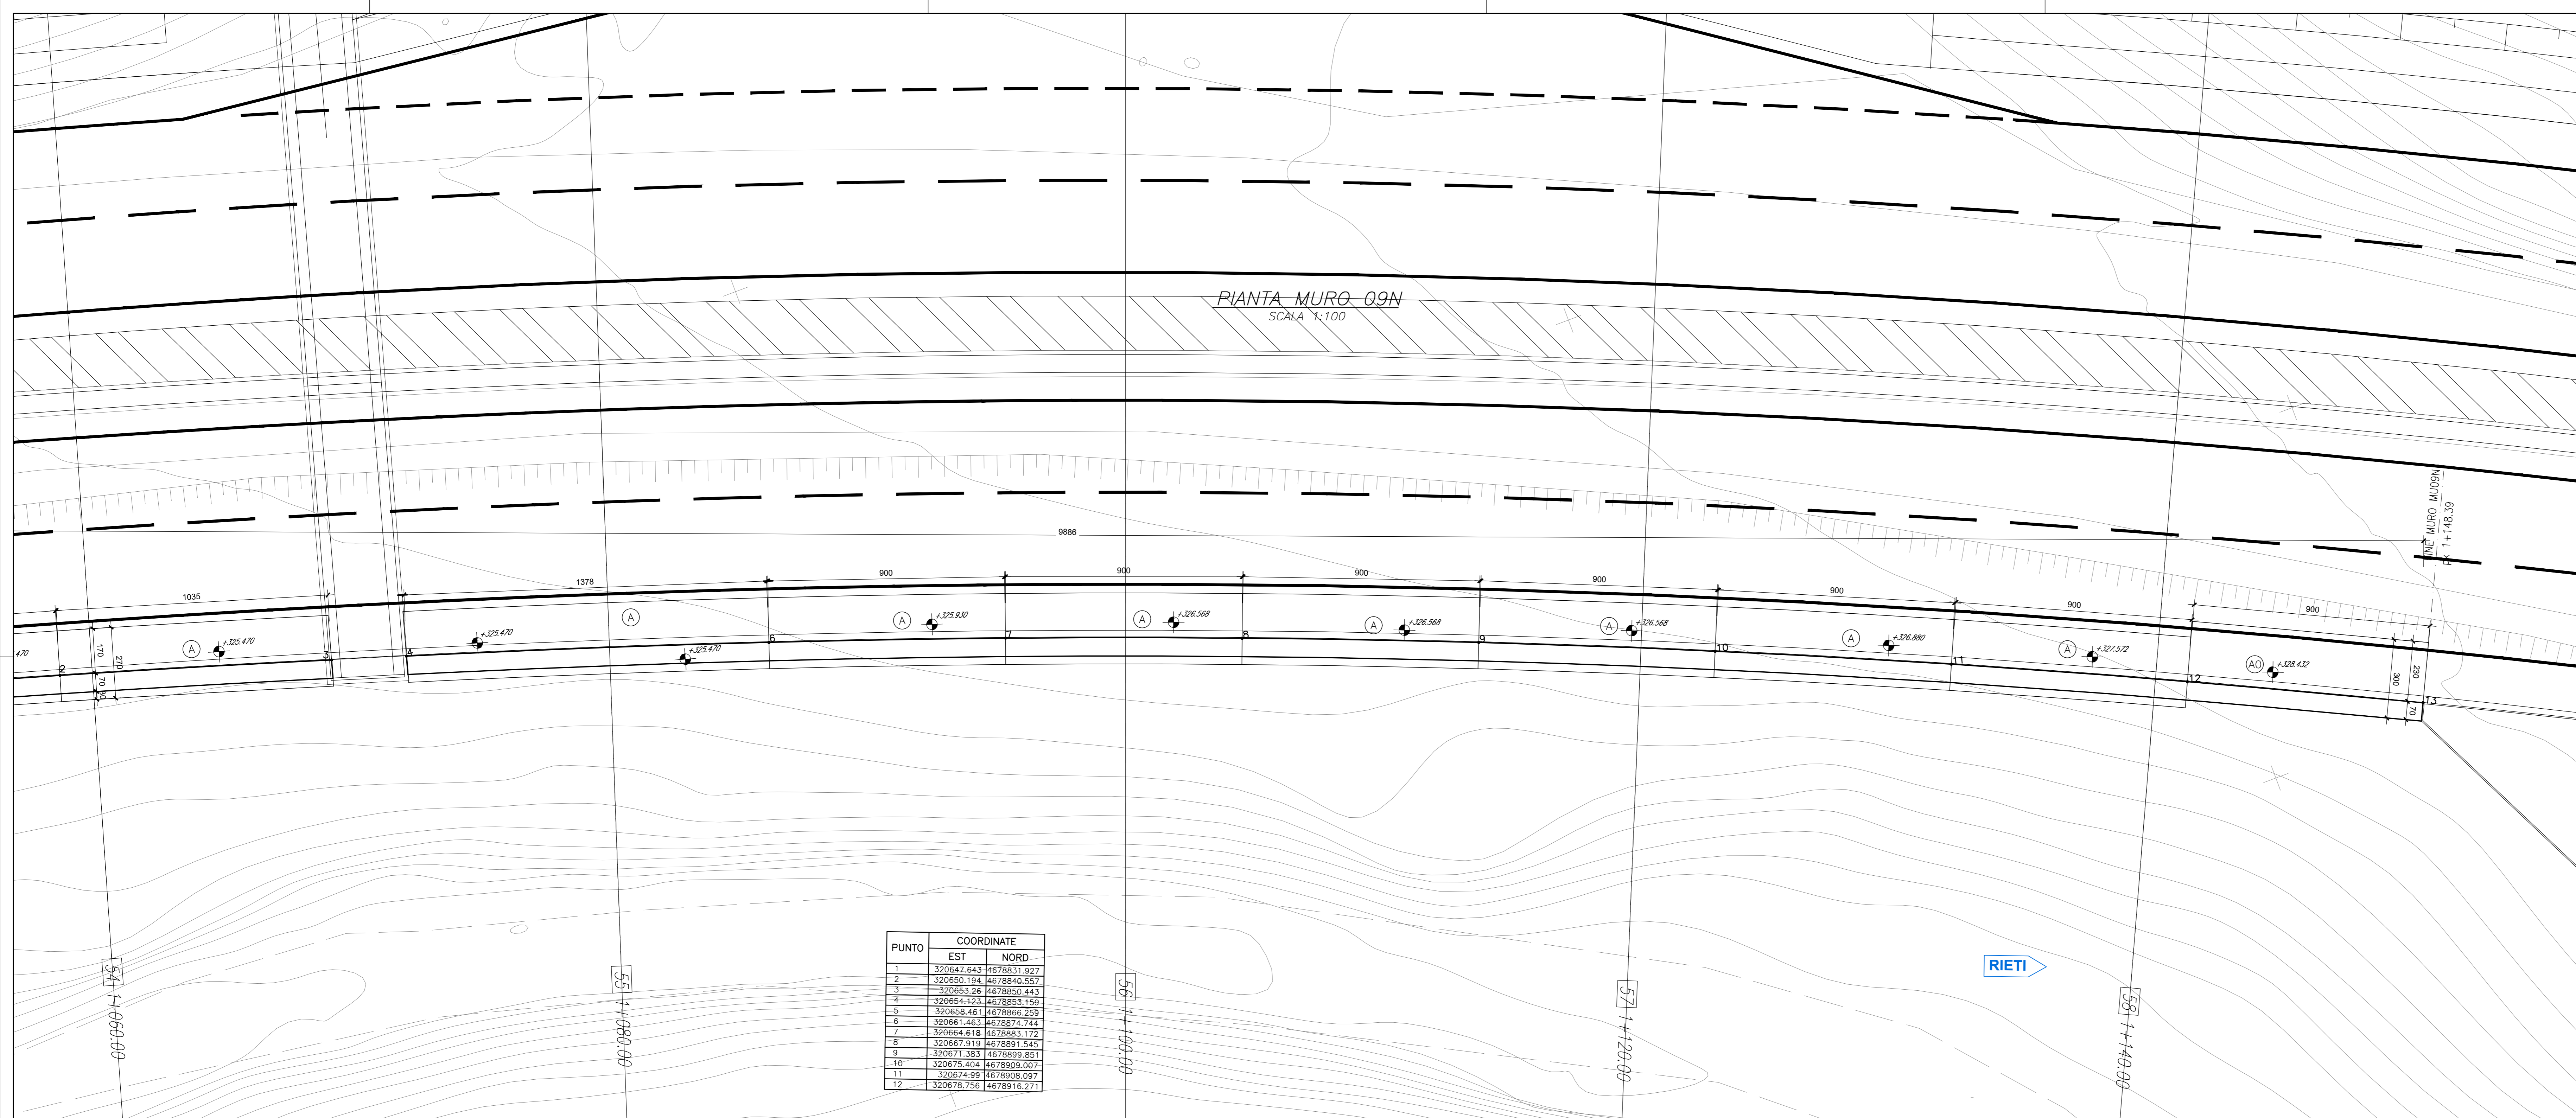 PIANTA MURO 09N
SCALA 1:100
9886
FINE MURO MU09N
PK 1+148.39
1035
1378
900
900
900
900
900
900
900
470
2
170
270
70
30
A
+325.470
3
4
+325.470
A
+325.470
6
A
+325.930
7
A
+326.568
8
A
+326.568
9
A
+326.568
10
A
+326.880
11
A
+327.572
12
A0
+328.432
300
230
70
13
PUNTO COORDINATE
EST NORD
1 320647.643 4678831.927
2 320650.194 4678840.557
3 320653.26 4678850.443
4 320654.123 4678853.159
5 320658.461 4678866.259
6 320661.463 4678874.744
7 320664.618 4678883.172
8 320667.919 4678891.545
9 320671.383 4678899.851
10 320675.404 4678909.007
11 320674.99 4678908.097
12 320678.756 4678916.271
RIETI
54 1+060.00
55 1+080.00
56 1+100.00
57 1+120.00
58 1+140.00